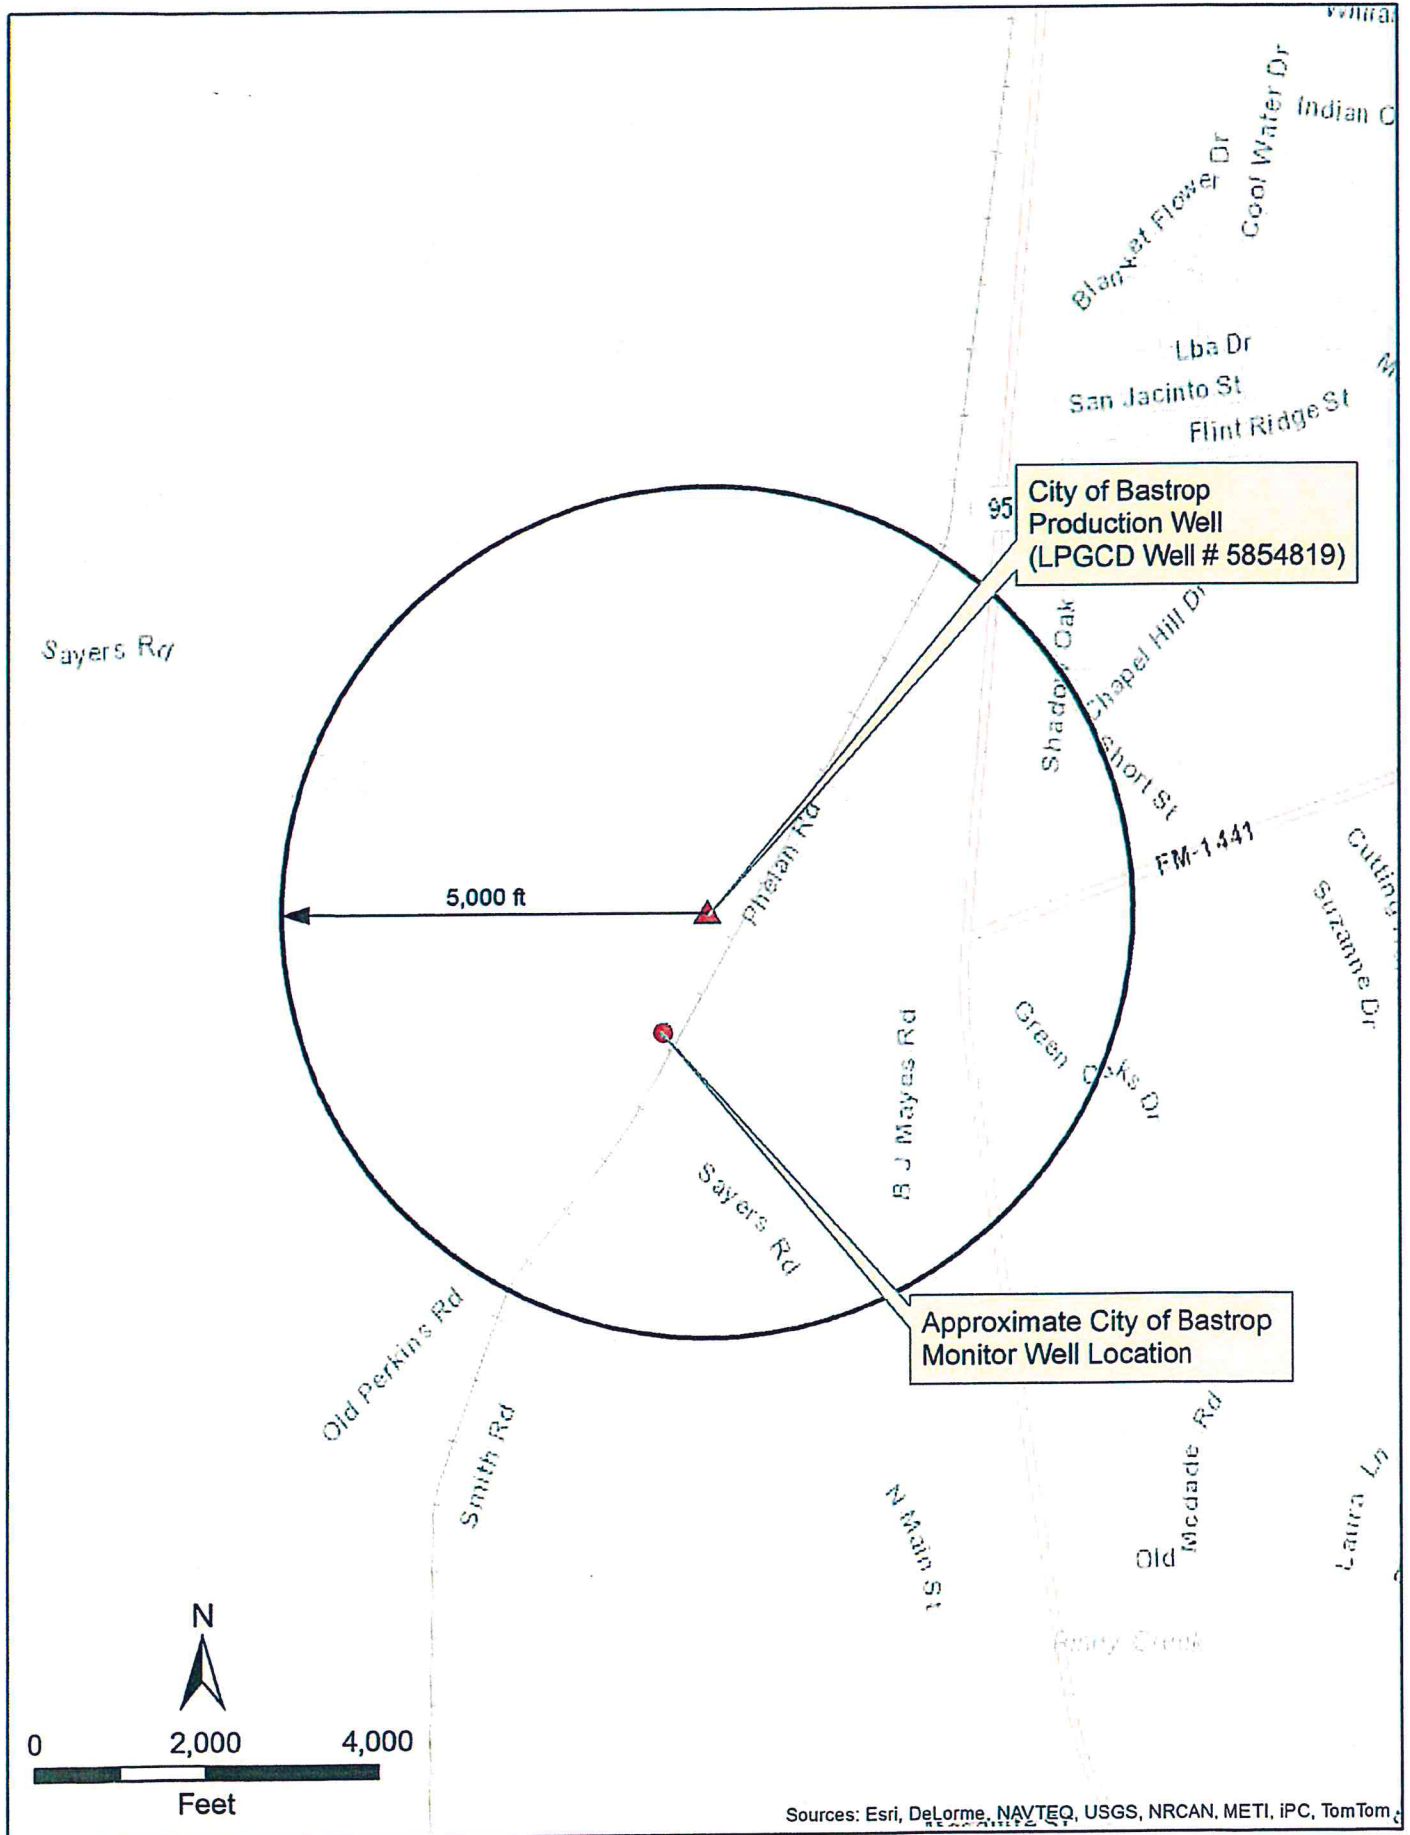 Cool Water Dr
Indian C
Blanket Flower Dr
Lba Dr
San Jacinto St
Flint Ridge St
95
City of Bastrop
Production Well
(LPGCD Well # 5854819)
Sayers Rd
Shadow Oak
Chapel Hill Dr
Short St
FM-1441
Cutting
Suzanne Dr
Phelan Rd
5,000 ft
Green Oaks Dr
B J Mayes Rd
Sayers Rd
Approximate City of Bastrop
Monitor Well Location
Old Perkins Rd
Smith Rd
N Main St
Old Mcdade Rd
Laura Ln
Piney Creek
N
0 2,000 4,000
Feet
Sources: Esri, DeLorme, NAVTEQ, USGS, NRCAN, METI, iPC, TomTom